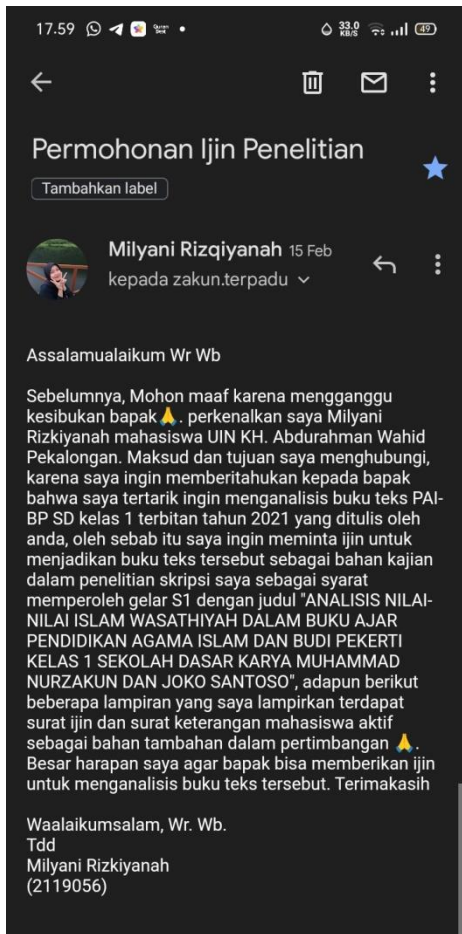 17.59
33.0
KB/S
49
Permohonan Ijin Penelitian
Tambahkan label
Milyani Rizqiyanah 15 Feb
kepada zakun.terpadu
Assalamualaikum Wr Wb
Sebelumnya, Mohon maaf karena mengganggu
kesibukan bapak🙏. perkenalkan saya Milyani
Rizkiyanah mahasiswa UIN KH. Abdurahman Wahid
Pekalongan. Maksud dan tujuan saya menghubungi,
karena saya ingin memberitahukan kepada bapak
bahwa saya tertarik ingin menganalisis buku teks PAI-
BP SD kelas 1 terbitan tahun 2021 yang ditulis oleh
anda, oleh sebab itu saya ingin meminta ijin untuk
menjadikan buku teks tersebut sebagai bahan kajian
dalam penelitian skripsi saya sebagai syarat
memperoleh gelar S1 dengan judul "ANALISIS NILAI-
NILAI ISLAM WASATHIYAH DALAM BUKU AJAR
PENDIDIKAN AGAMA ISLAM DAN BUDI PEKERTI
KELAS 1 SEKOLAH DASAR KARYA MUHAMMAD
NURZAKUN DAN JOKO SANTOSO", adapun berikut
beberapa lampiran yang saya lampirkan terdapat
surat ijin dan surat keterangan mahasiswa aktif
sebagai bahan tambahan dalam pertimbangan 🙏.
Besar harapan saya agar bapak bisa memberikan ijin
untuk menganalisis buku teks tersebut. Terimakasih
Waalaikumsalam, Wr. Wb.
Tdd
Milyani Rizkiyanah
(2119056)